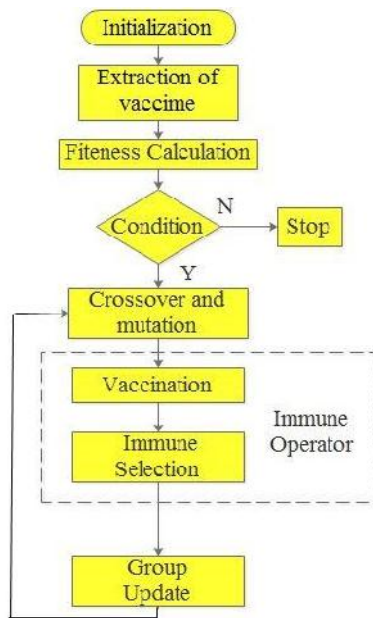 Initialization
Extraction of
vaccime
Fiteness Calculation
Condition
N
Stop
Y
Crossover and
mutation
Vaccination
Immune
Operator
Immune
Selection
Group
Update